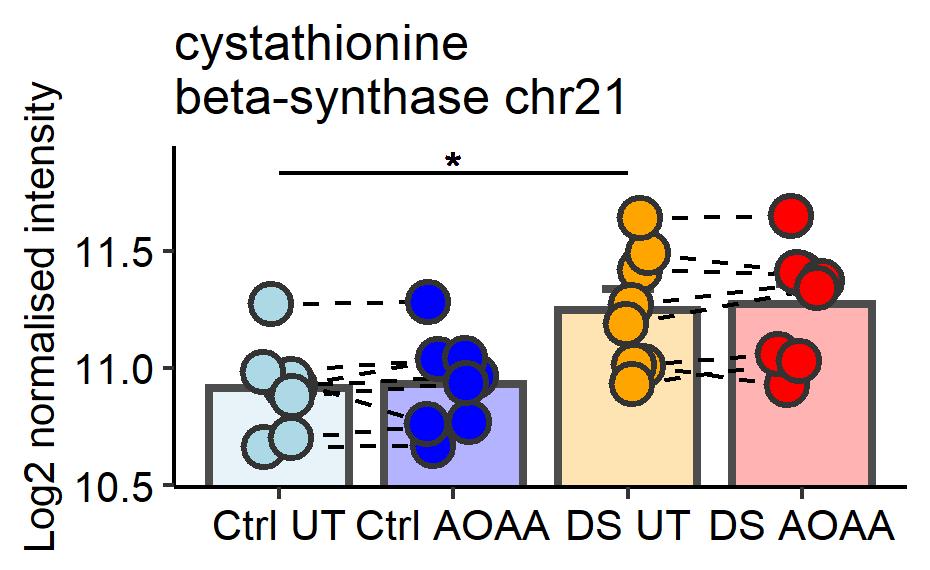 cystathionine
beta-synthase chr21
*
Log2 normalised intensity
11.5
11.0
10.5
Ctrl UT Ctrl AOAA DS UT DS AOAA